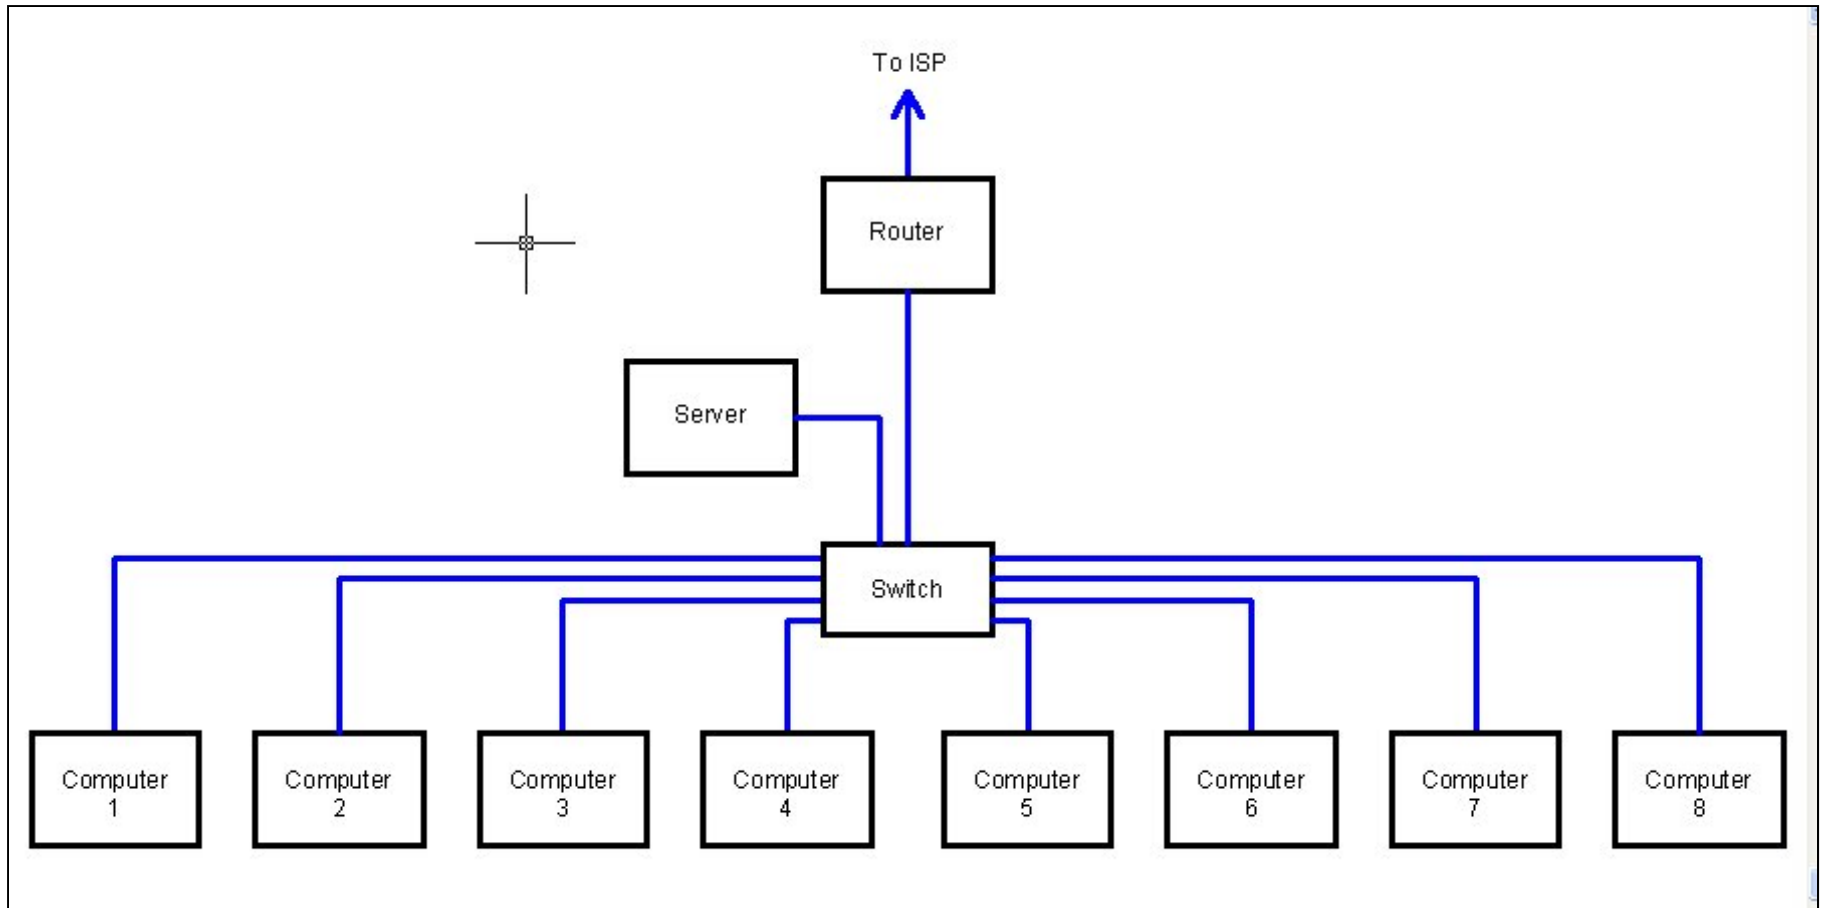 To ISP
Router
Server
Switch
Computer
1
Computer
2
Computer
3
Computer
4
Computer
5
Computer
6
Computer
7
Computer
8